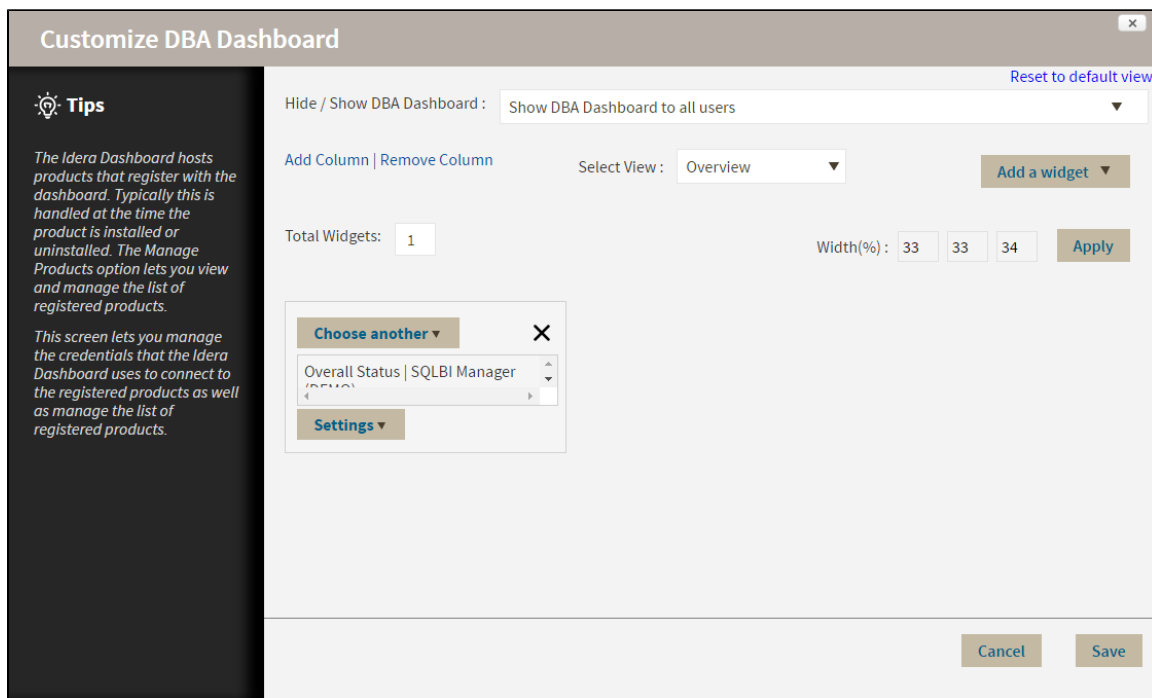 Customize DBA Dashboard
Reset to default view
Tips
The Idera Dashboard hosts
products that register with the
dashboard. Typically this is
handled at the time the
product is installed or
uninstalled. The Manage
Products option lets you view
and manage the list of
registered products.
This screen lets you manage
the credentials that the Idera
Dashboard uses to connect to
the registered products as well
as manage the list of
registered products.
Hide / Show DBA Dashboard : Show DBA Dashboard to all users
Add Column | Remove Column Select View : Overview Add a widget
Total Widgets: 1 Width(%) : 33 33 34 Apply
Choose another
Overall Status | SQLBI Manager
Settings
Cancel Save